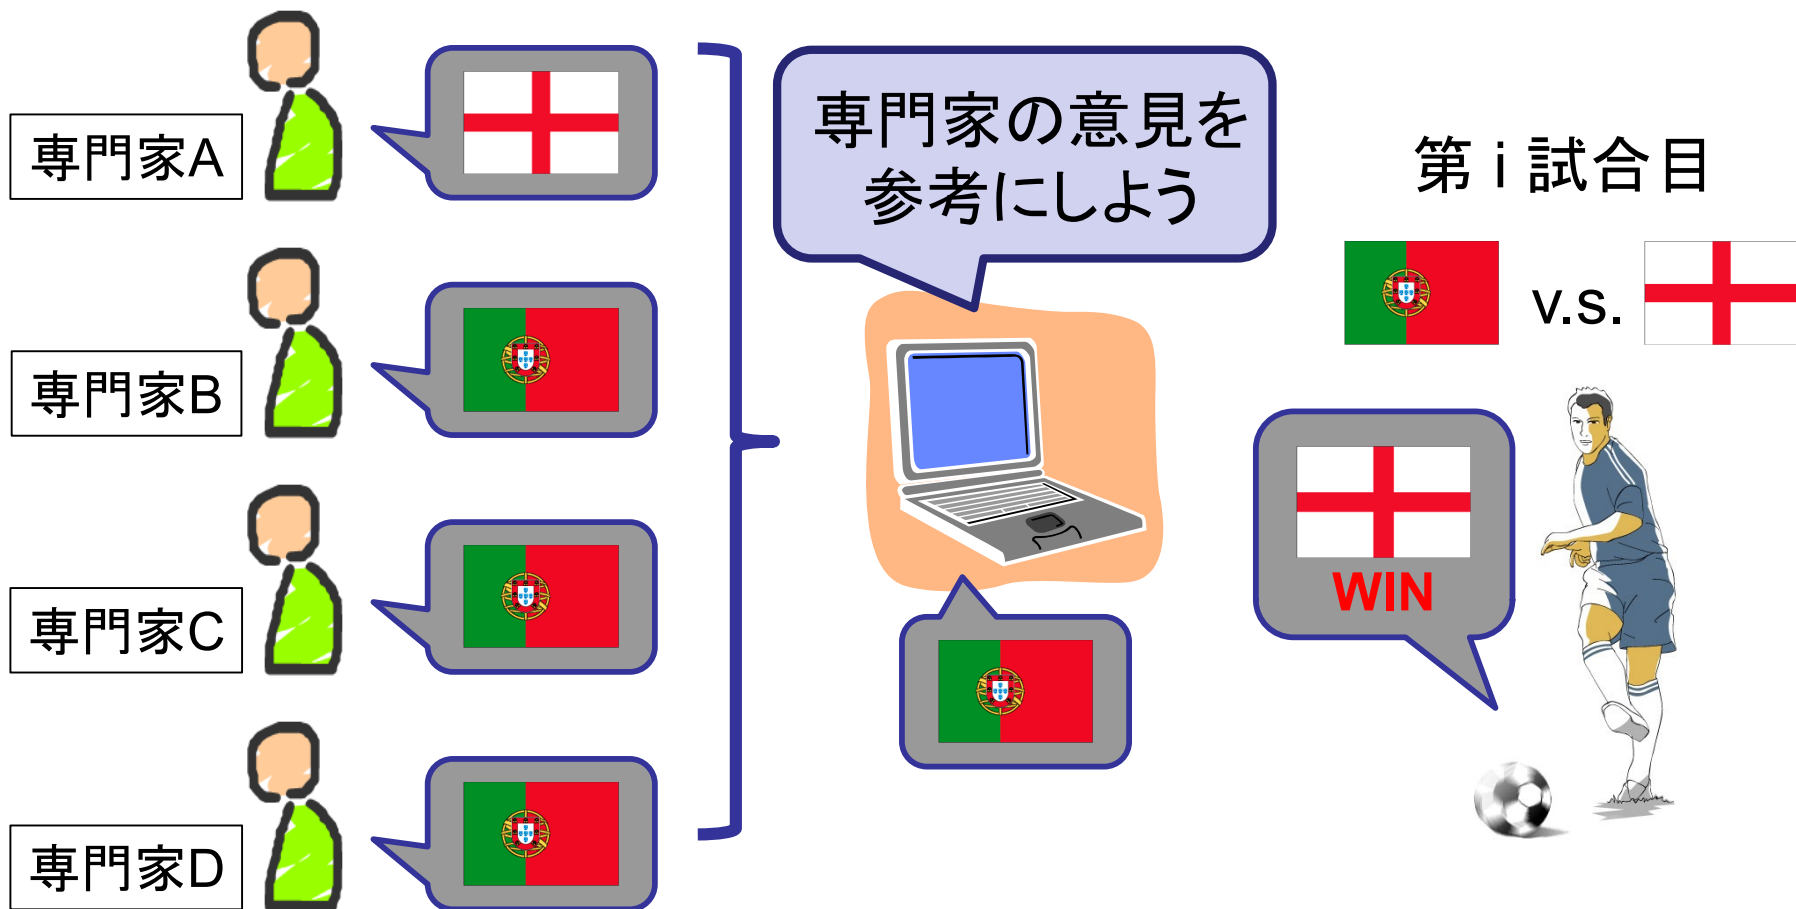 専門家A
専門家B
専門家C
専門家D
専門家の意見を
参考にしよう
第 i 試合目
v.s.
WIN